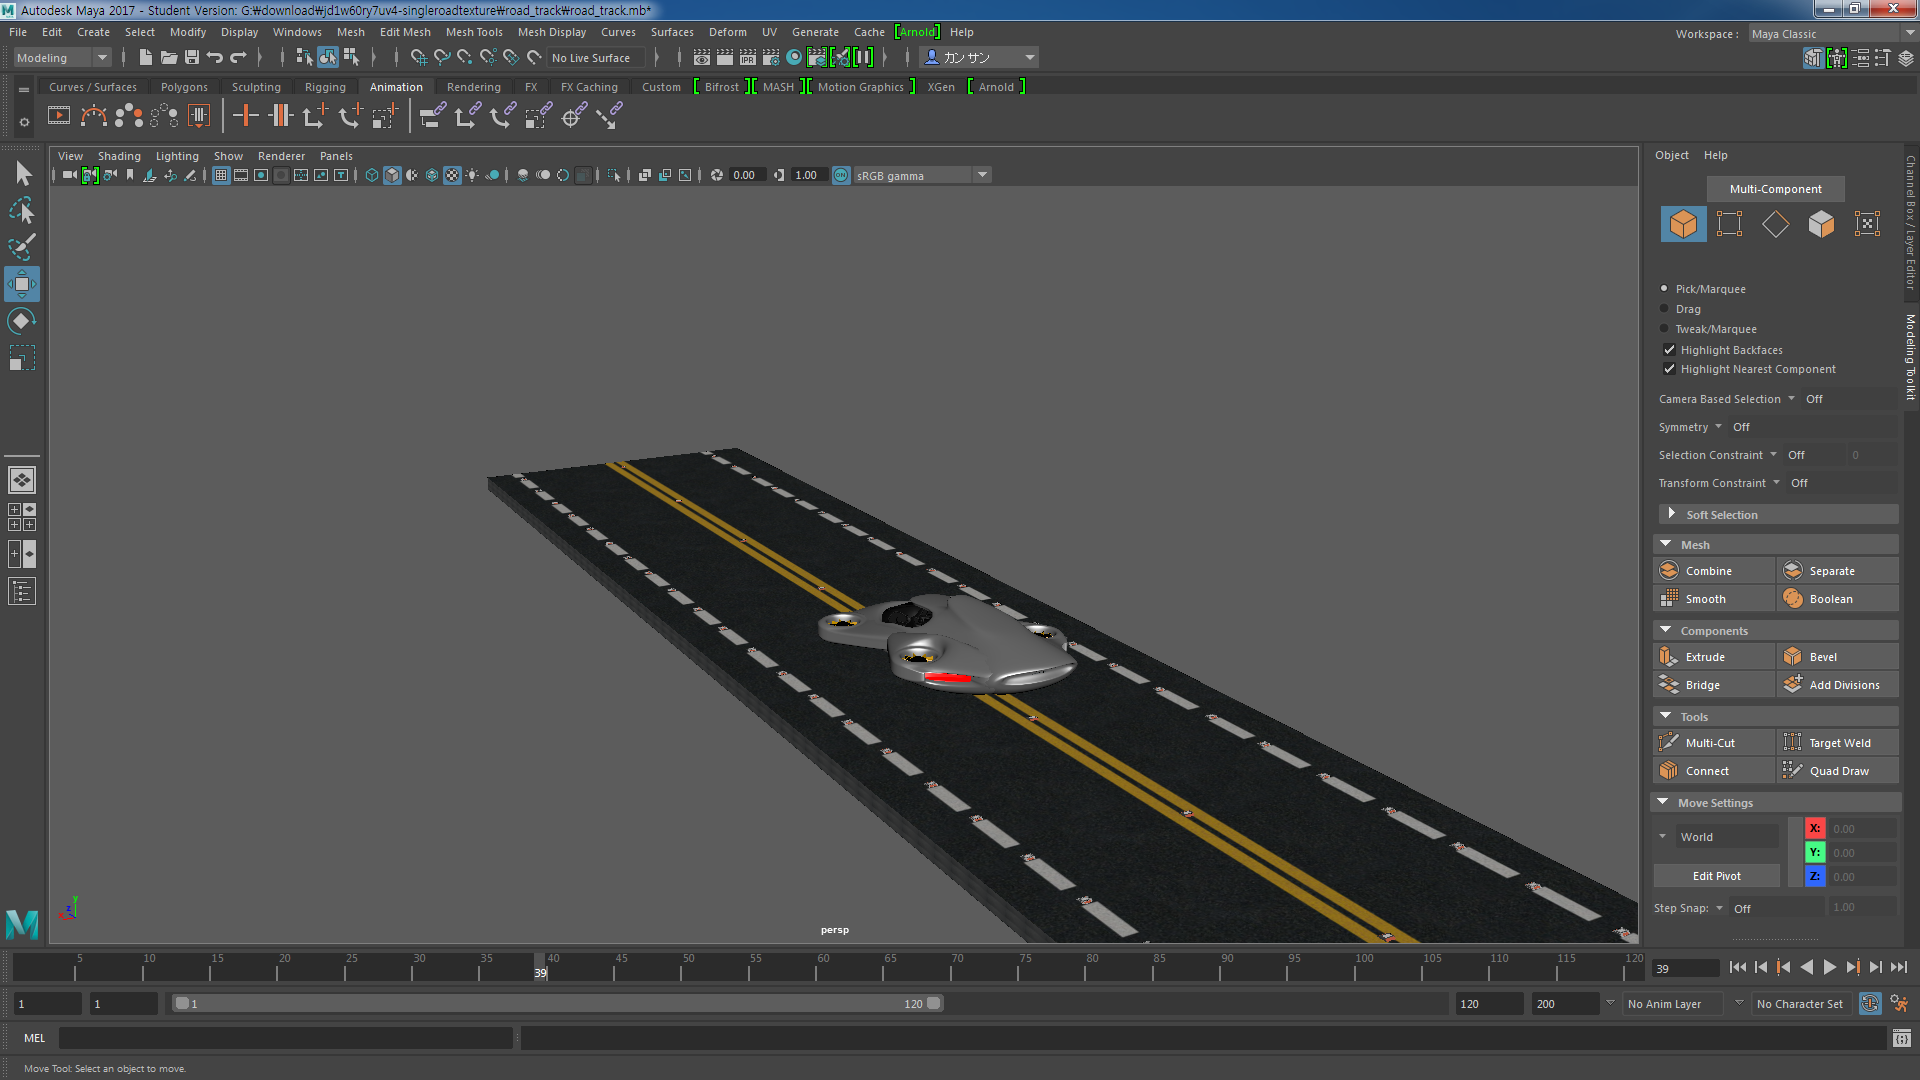 Autodesk Maya 2017 - Student Version: G:₩download₩jd1w60ry7uv4-singleroadtexture₩road_track₩road_track.mb*
File Edit Create Select Modify Display Windows Mesh Edit Mesh Mesh Tools Mesh Display Curves Surfaces Deform UV Generate Cache [Arnold] Help
Workspace : Maya Classic
Modeling No Live Surface IPR カン サン
Curves / Surfaces Polygons Sculpting Rigging Animation Rendering FX FX Caching Custom [ Bifrost ] [ MASH ] [ Motion Graphics ] XGen [ Arnold ]
View Shading Lighting Show Renderer Panels
0.00 1.00 ON sRGB gamma
Object Help
Multi-Component
Pick/Marquee
Drag
Tweak/Marquee
Highlight Backfaces
Highlight Nearest Component
Camera Based Selection Off
Symmetry Off
Selection Constraint Off 0
Transform Constraint Off
Soft Selection
Mesh
Combine Separate
Smooth Boolean
Components
Extrude Bevel
Bridge Add Divisions
Tools
Multi-Cut Target Weld
Connect Quad Draw
Move Settings
World
X: 0.00
Y: 0.00
Z: 0.00
Edit Pivot
Step Snap: Off 1.00
Channel Box / Layer Editor
Modeling Toolkit
y
z
x
persp
5 10 15 20 25 30 35 40 45 50 55 60 65 70 75 80 85 90 95 100 105 110 115 120
39
39
1 1 1 120 120 200 No Anim Layer No Character Set
MEL
Move Tool: Select an object to move.